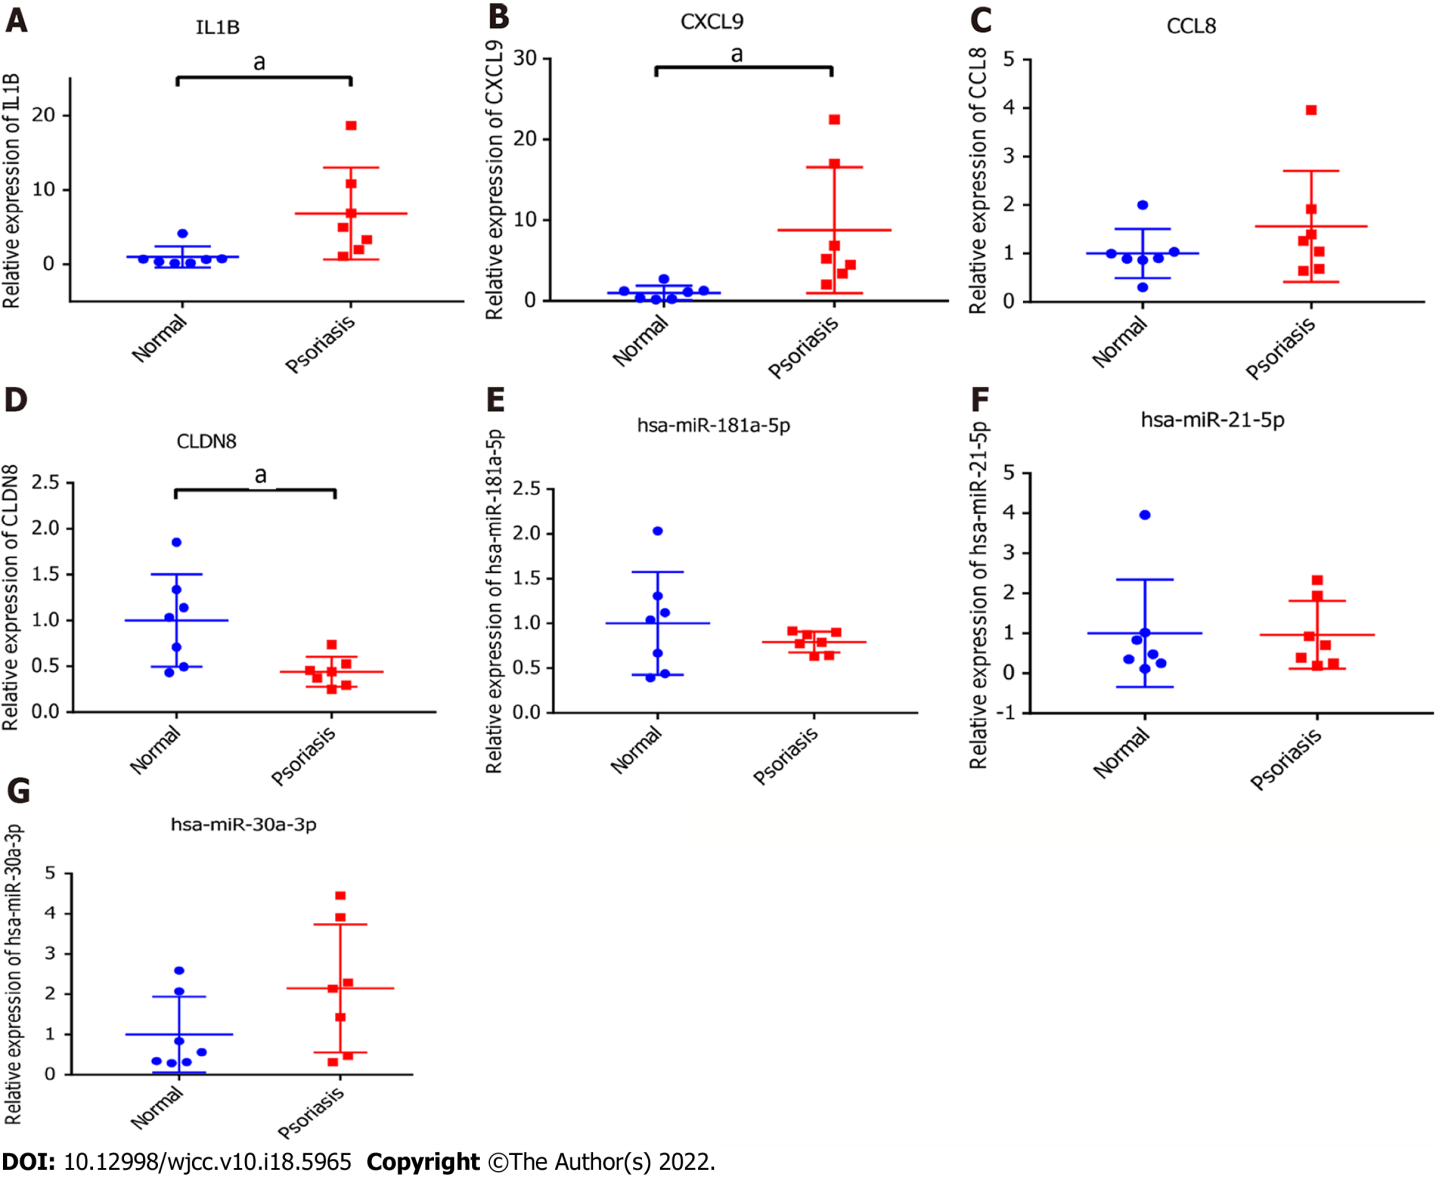 A
IL1B
a
Relative expression of IL1B
20
10
0
Normal
Psoriasis
B
CXCL9
a
Relative expression of CXCL9
30
20
10
0
Normal
Psoriasis
C
CCL8
Relative expression of CCL8
5
4
3
2
1
0
Normal
Psoriasis
D
CLDN8
a
Relative expression of CLDN8
2.5
2.0
1.5
1.0
0.5
0.0
Normal
Psoriasis
E
hsa-miR-181a-5p
Relative expression of hsa-miR-181a-5p
2.5
2.0
1.5
1.0
0.5
0.0
Normal
Psoriasis
F
hsa-miR-21-5p
Relative expression of hsa-miR-21-5p
5
4
3
2
1
0
-1
Normal
Psoriasis
G
hsa-miR-30a-3p
Relative expression of hsa-miR-30a-3p
5
4
3
2
1
0
Normal
Psoriasis
DOI: 10.12998/wjcc.v10.i18.5965 Copyright ©The Author(s) 2022.